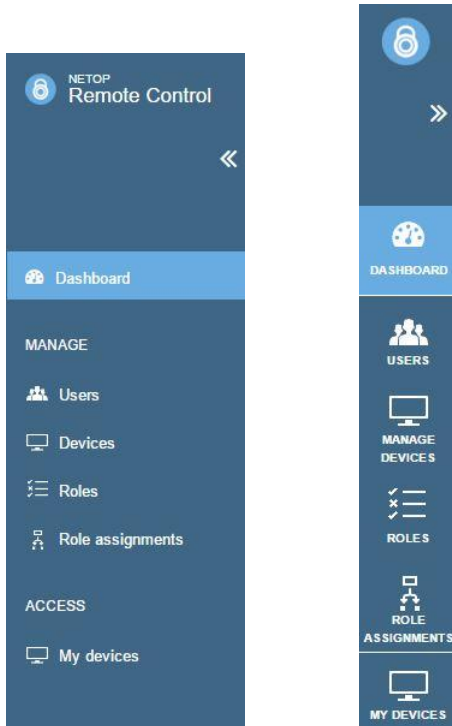 NETOP
Remote Control
Dashboard
MANAGE
Users
Devices
Roles
Role assignments
ACCESS
My devices
DASHBOARD
USERS
MANAGE
DEVICES
ROLES
ROLE
ASSIGNMENTS
MY DEVICES